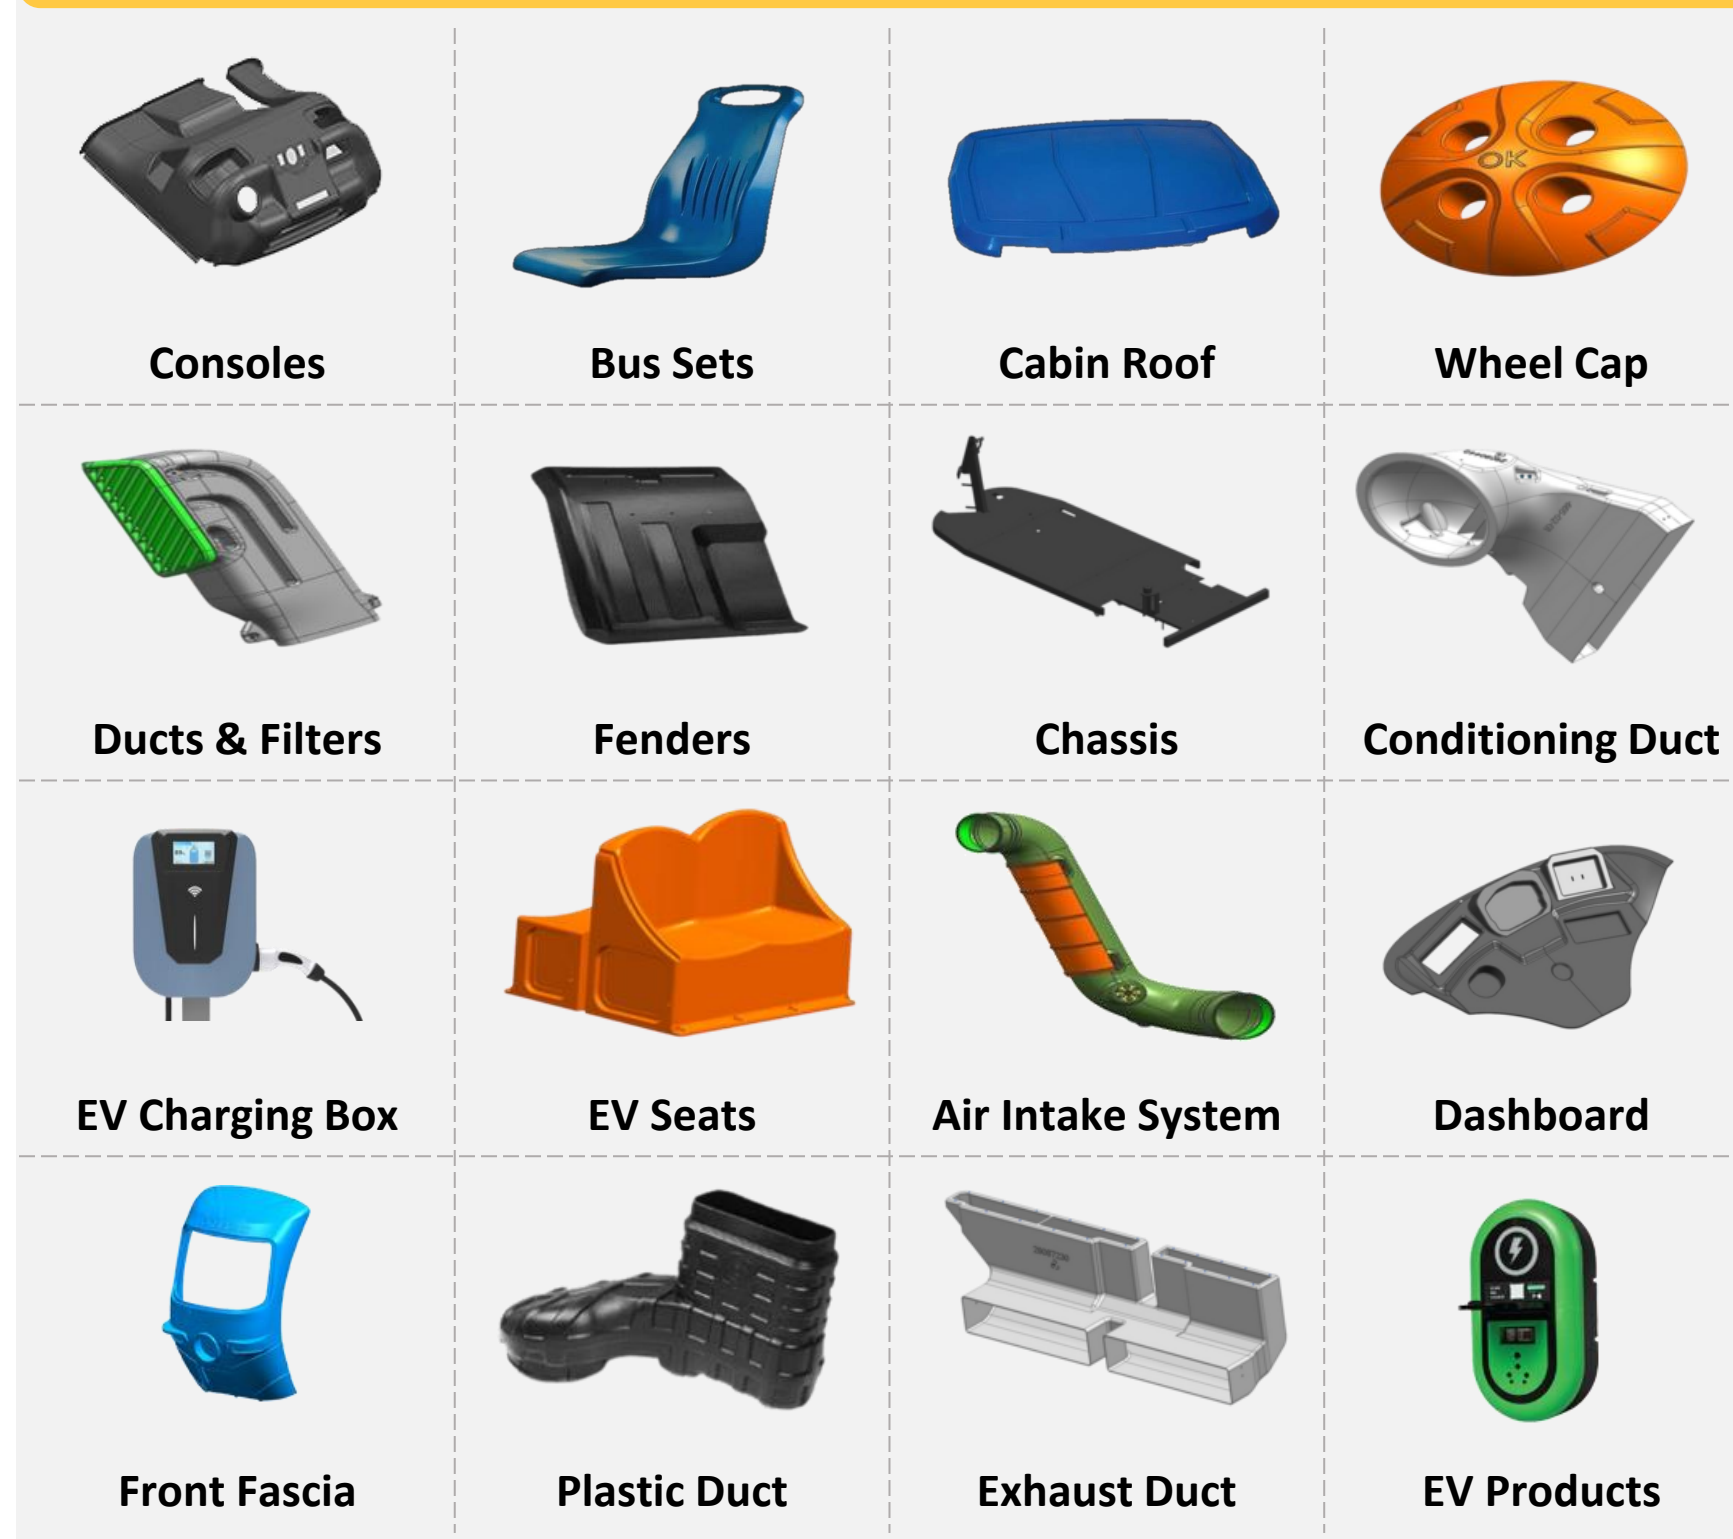 OK
Consoles
Bus Sets
Cabin Roof
Wheel Cap
Ducts & Filters
Fenders
Chassis
Conditioning Duct
EV Charging Box
EV Seats
Air Intake System
Dashboard
Front Fascia
Plastic Duct
Exhaust Duct
EV Products